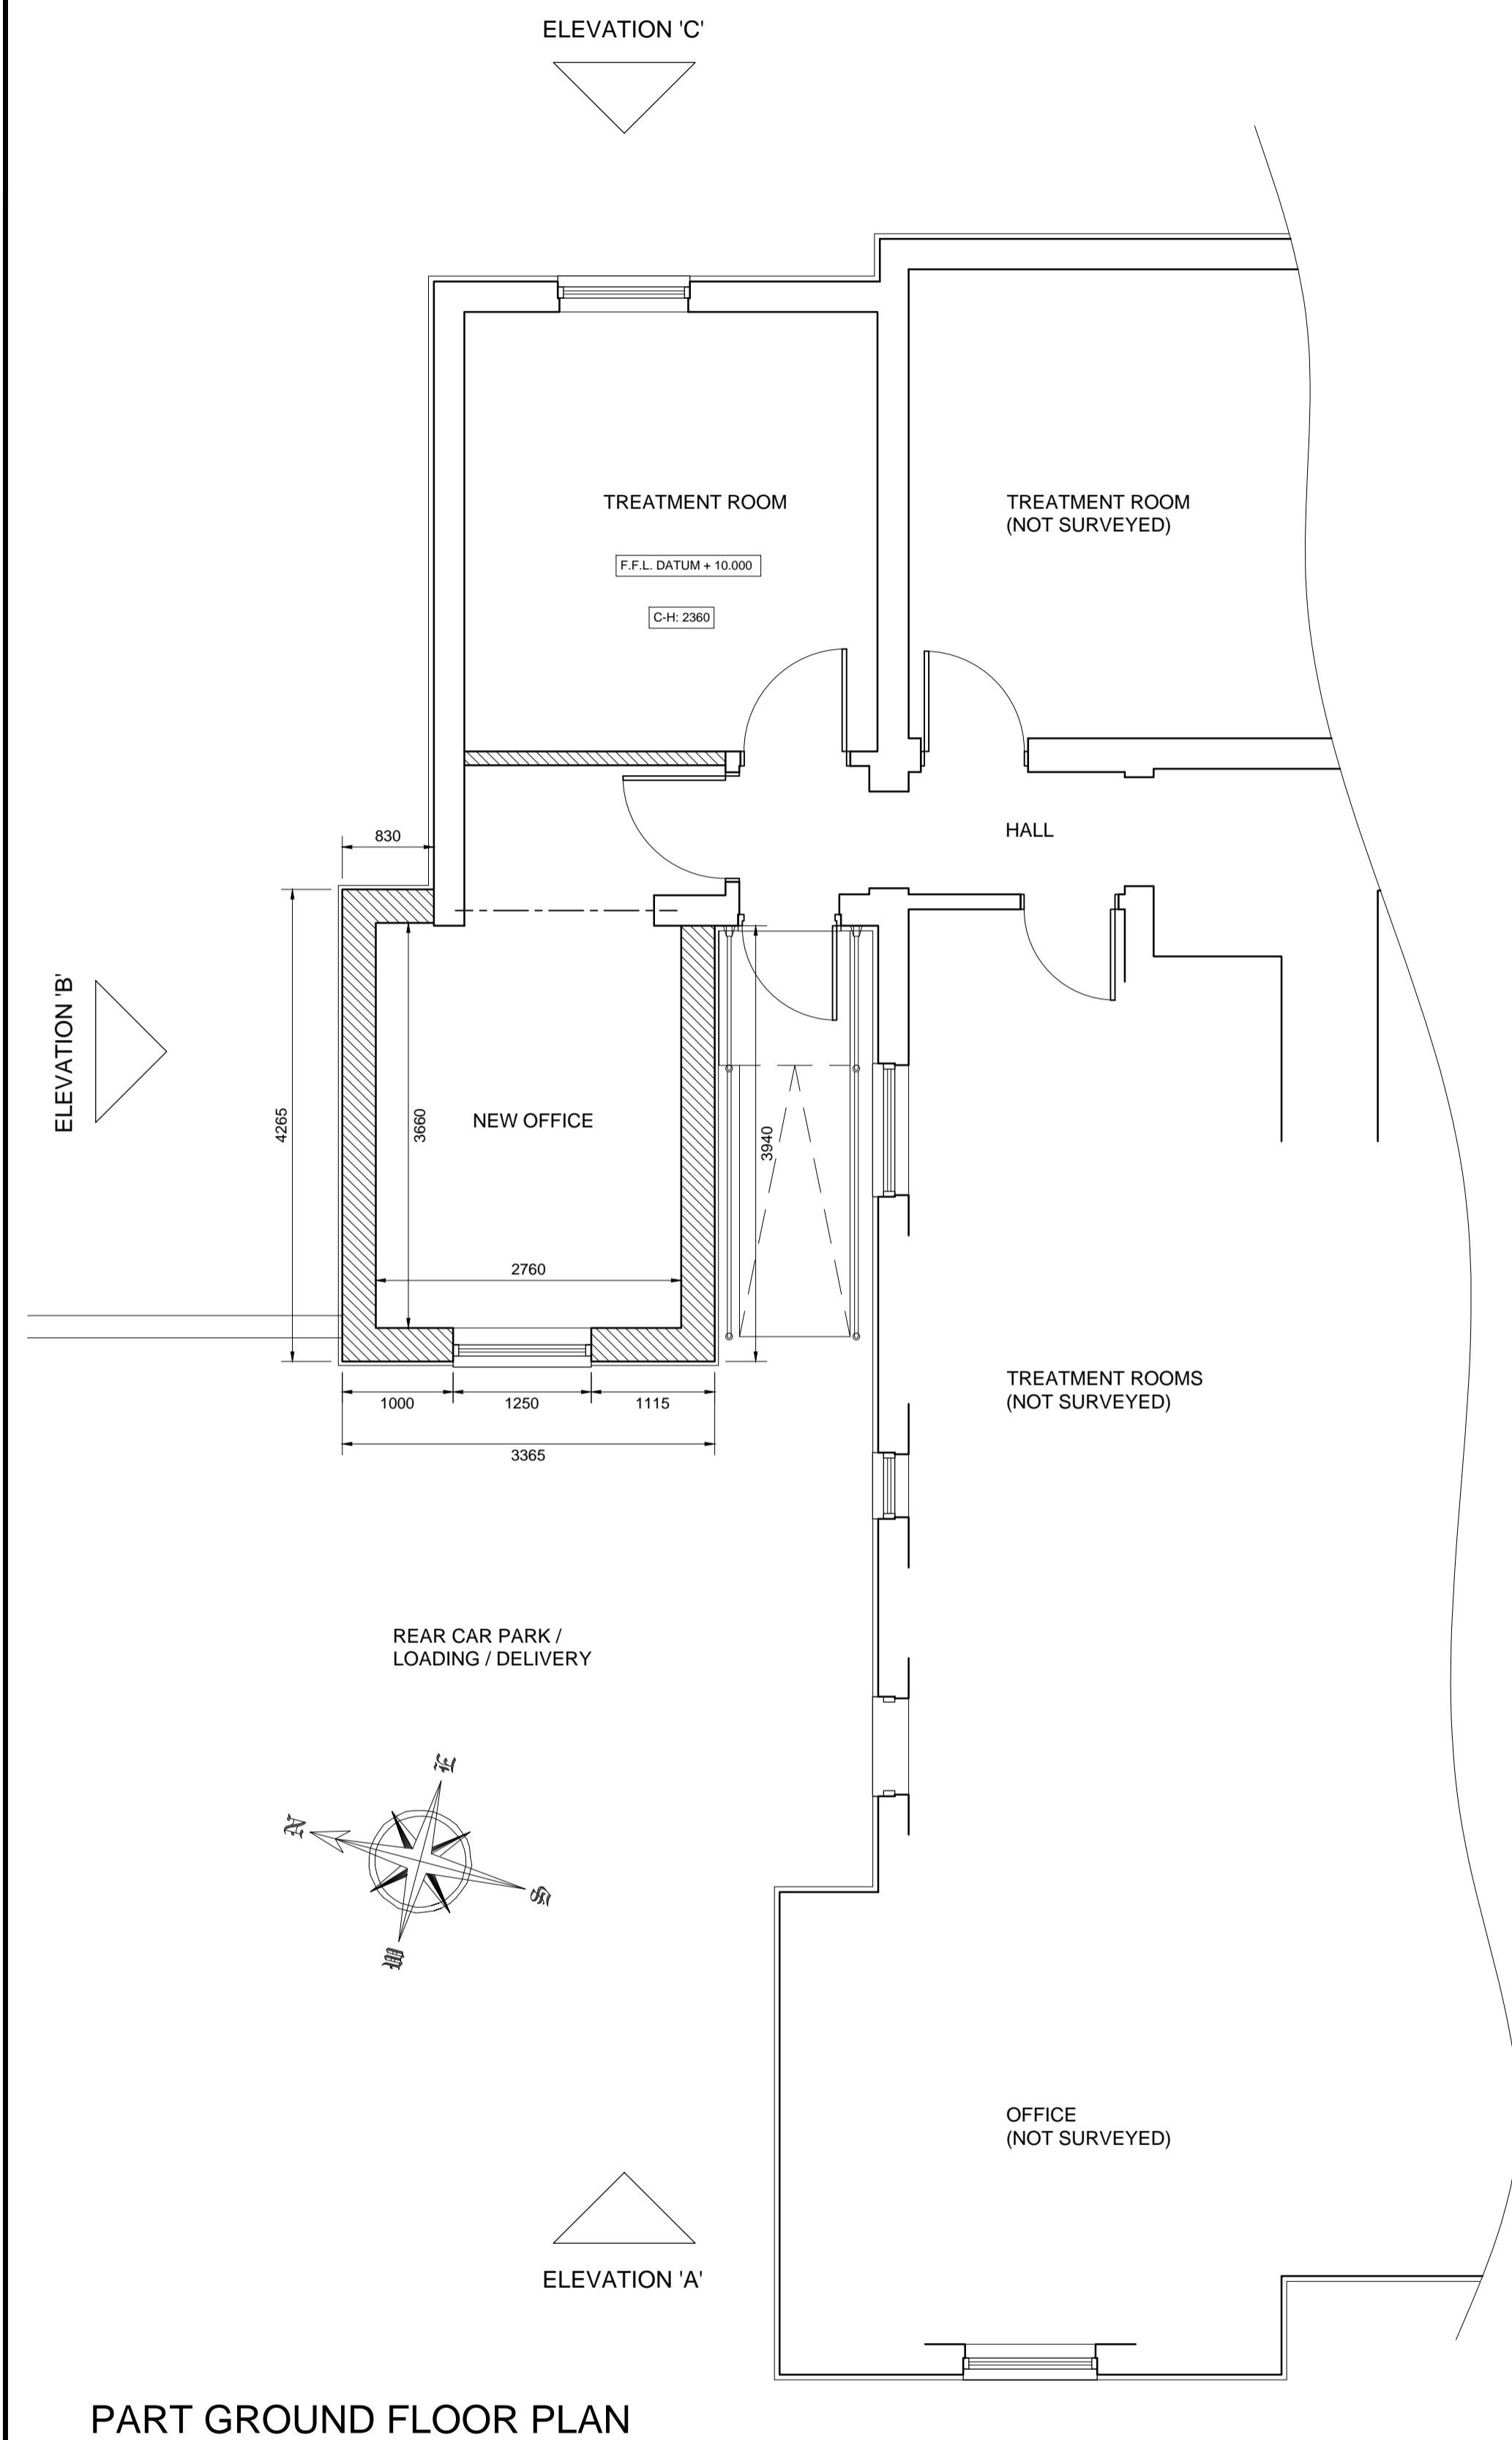 ELEVATION 'C'
TREATMENT ROOM
F.F.L. DATUM + 10.000
C-H: 2360
TREATMENT ROOM
(NOT SURVEYED)
HALL
830
ELEVATION 'B'
4265
3660
NEW OFFICE
3940
2760
1000
1250
1115
3365
TREATMENT ROOMS
(NOT SURVEYED)
REAR CAR PARK /
LOADING / DELIVERY
E
N
S
W
OFFICE
(NOT SURVEYED)
ELEVATION 'A'
PART GROUND FLOOR PLAN